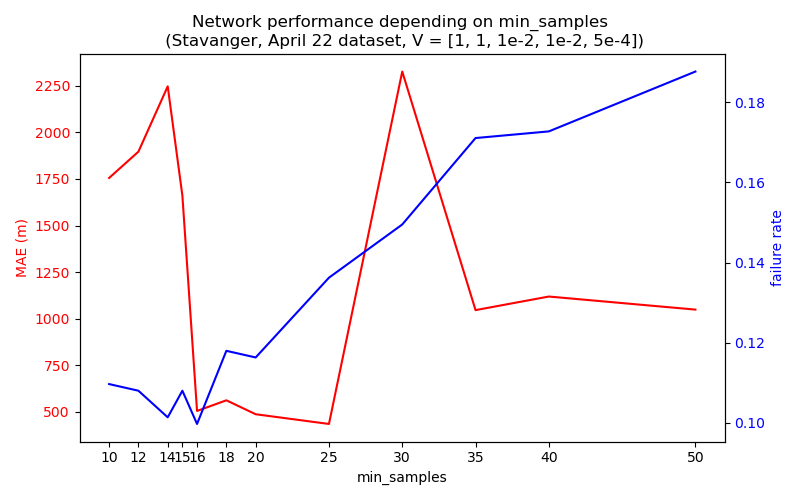 Network performance depending on min_samples
(Stavanger, April 22 dataset, V = [1, 1, 1e-2, 1e-2, 5e-4])
MAE (m)
2250
2000
1750
1500
1250
1000
750
500
0.18
0.16
0.14
0.12
0.10
failure rate
10 12 14 15 16 18 20 25 30 35 40 50
min_samples